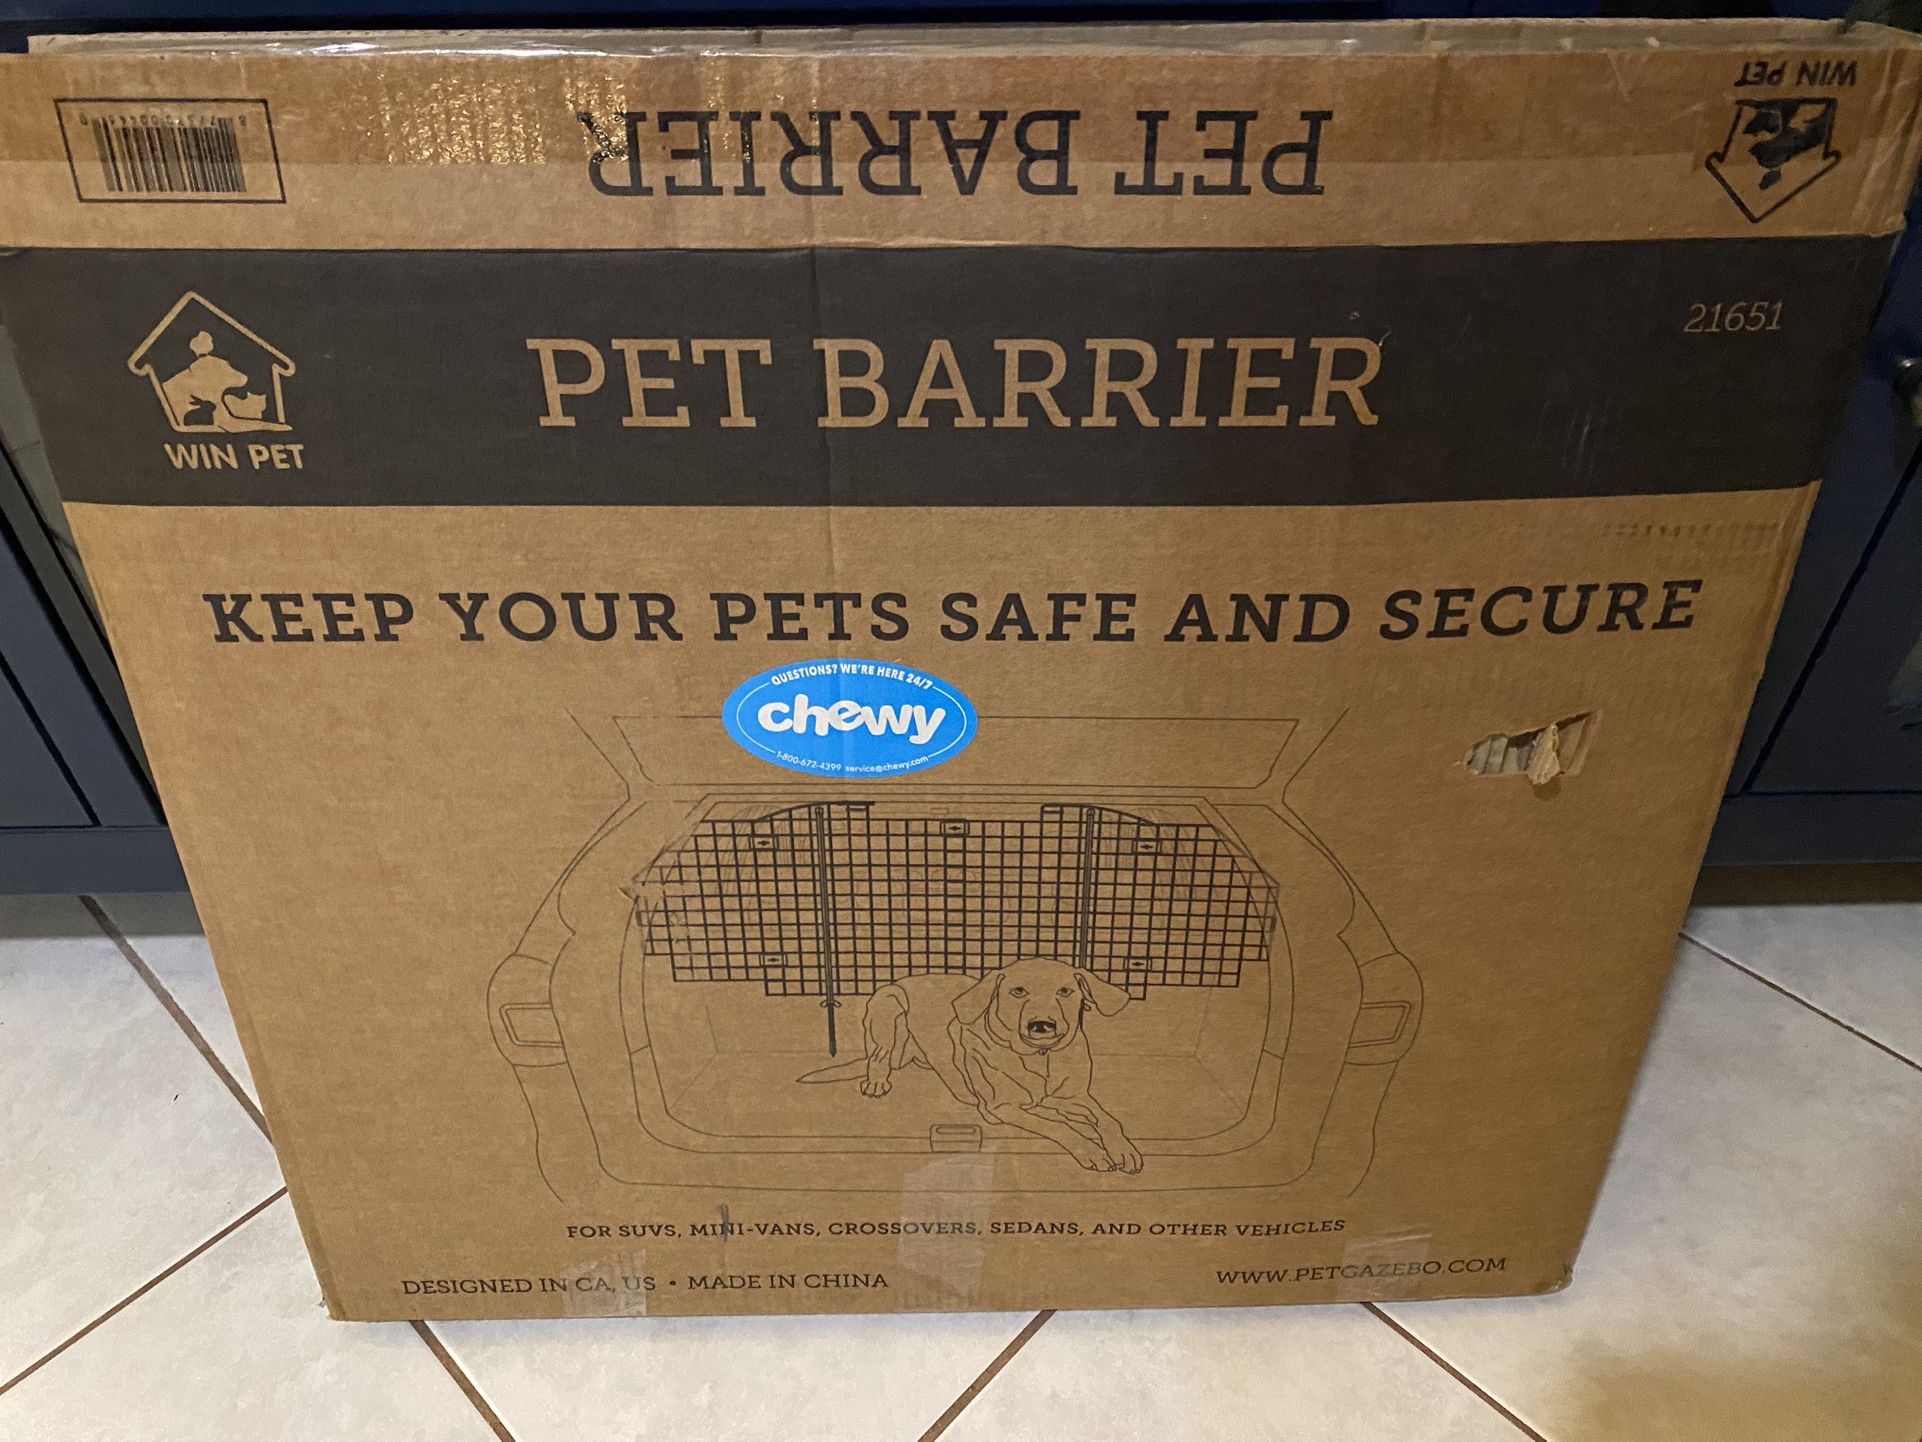 PET BARRIER
WIN PET
21651
PET BARRIER
WIN PET
KEEP YOUR PETS SAFE AND SECURE
QUESTIONS? WE'RE HERE 24/7
chewy
1-800-672-4399 service@chewy.com
FOR SUVS, MINI-VANS, CROSSOVERS, SEDANS, AND OTHER VEHICLES
DESIGNED IN CA, US • MADE IN CHINA
WWW.PETGAZEBO.COM